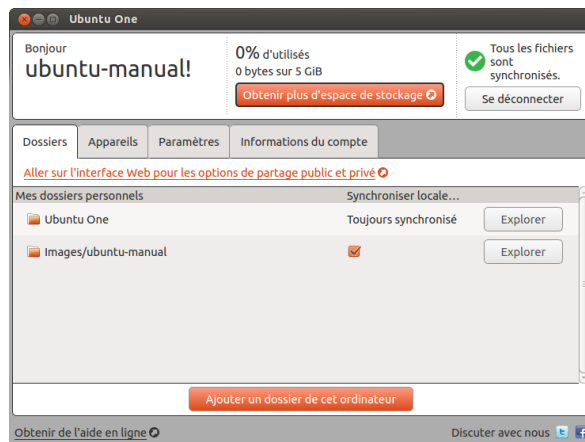 Ubuntu One
Bonjour
ubuntu-manual!
0% d'utilisés
0 bytes sur 5 GiB
Obtenir plus d'espace de stockage
Tous les fichiers
sont
synchronisés.
Se déconnecter
Dossiers Appareils Paramètres Informations du compte
Aller sur l'interface Web pour les options de partage public et privé
Mes dossiers personnels Synchroniser locale...
Ubuntu One Toujours synchronisé Explorer
Images/ubuntu-manual Explorer
Ajouter un dossier de cet ordinateur
Obtenir de l'aide en ligne Discuter avec nous